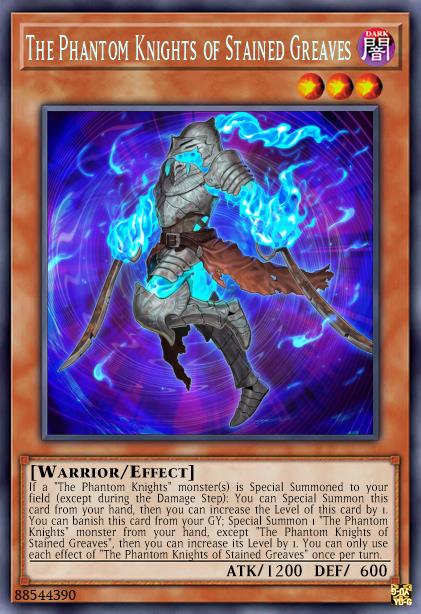 THE PHANTOM KNIGHTS OF STAINED GREAVES
DARK
闇
[WARRIOR/EFFECT]
If a "The Phantom Knights" monster(s) is Special Summoned to your
field (except during the Damage Step): You can Special Summon this
card from your hand, then you can increase the Level of this card by 1.
You can banish this card from your GY; Special Summon 1 "The Phantom
Knights" monster from your hand, except "The Phantom Knights of
Stained Greaves", then you can increase its Level by 1. You can only use
each effect of "The Phantom Knights of Stained Greaves" once per turn.
ATK/1200 DEF/ 600
88544390